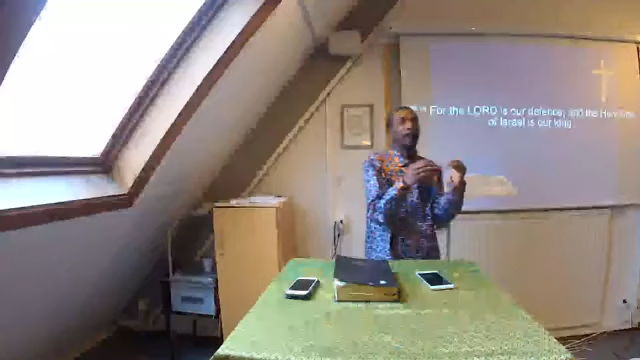 For the LORD is our defence; and the Holy One
of Israel is our king.